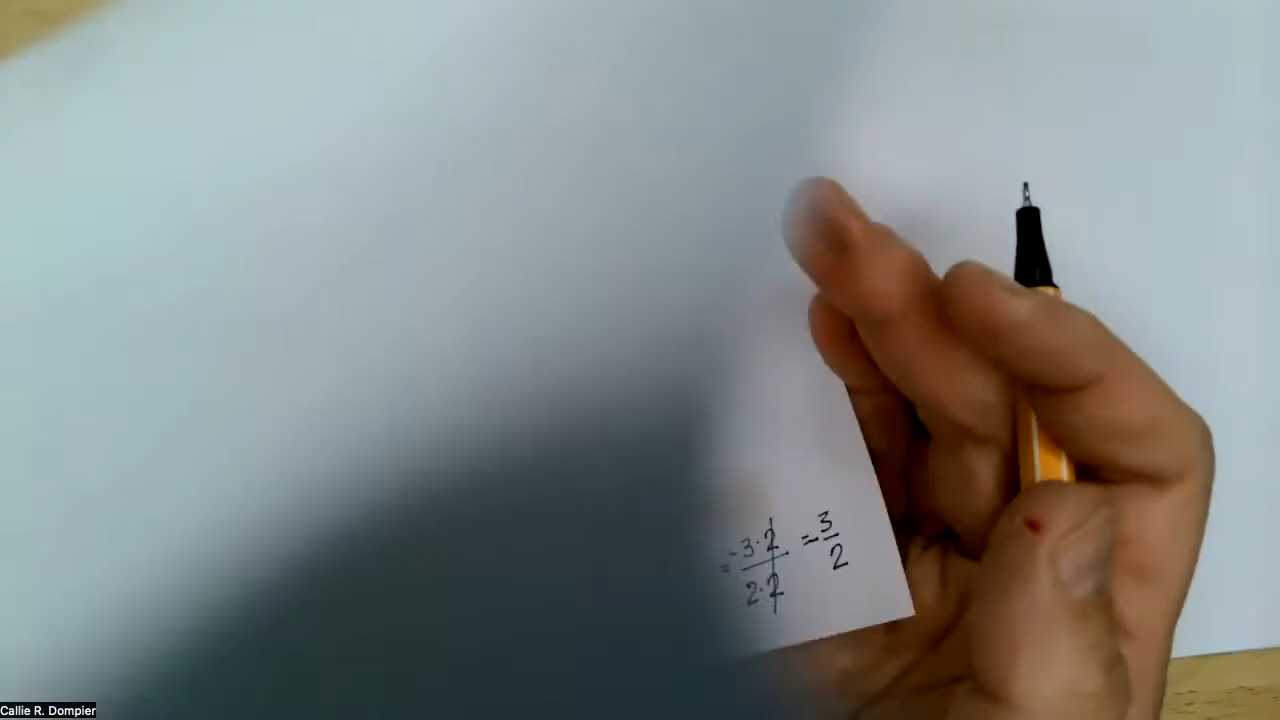 = -3·2/2·2 = 3/2
Callie R. Dompier